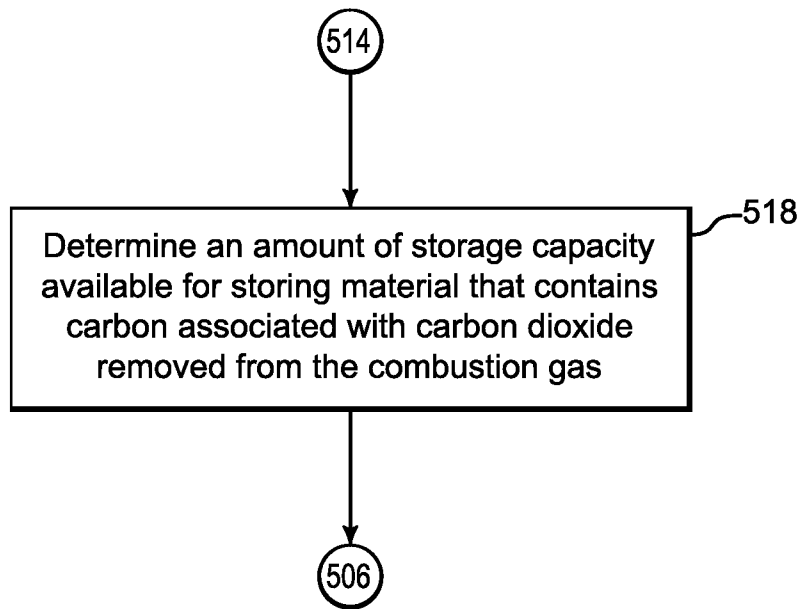 514
518
Determine an amount of storage capacity
available for storing material that contains
carbon associated with carbon dioxide
removed from the combustion gas
506